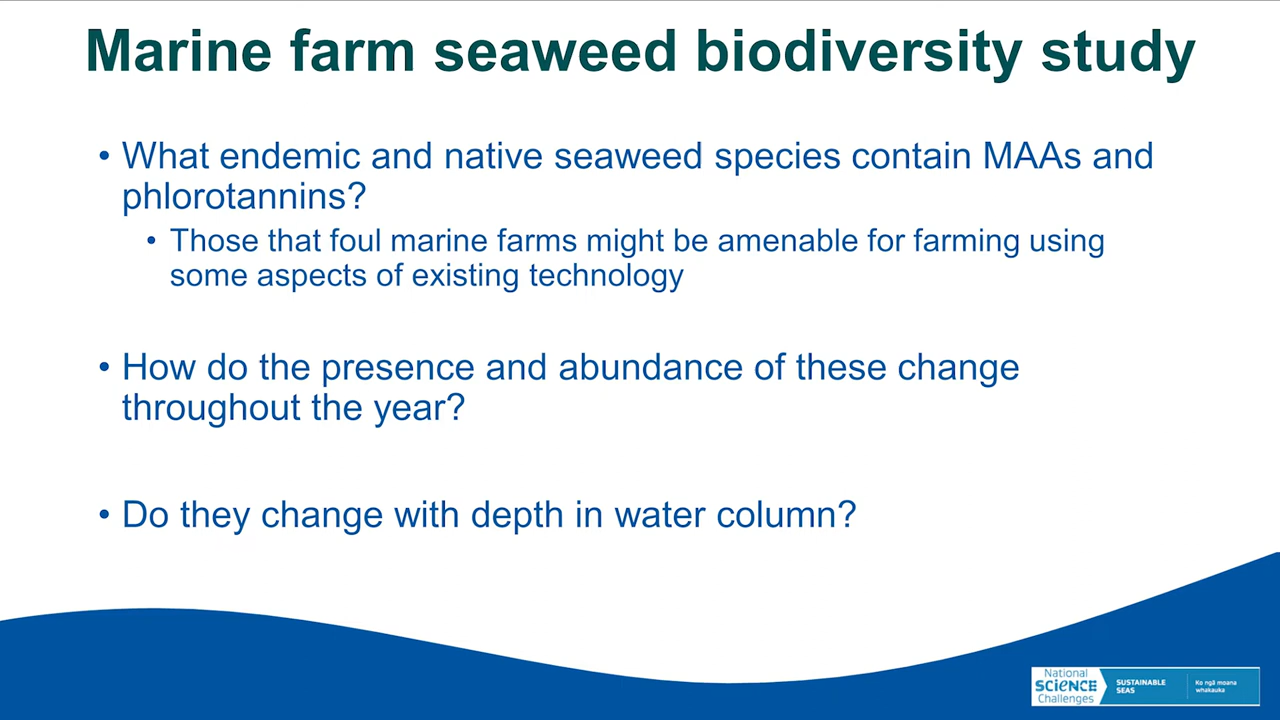 Marine farm seaweed biodiversity study
• What endemic and native seaweed species contain MAAs and
phlorotannins?
• Those that foul marine farms might be amenable for farming using
some aspects of existing technology
• How do the presence and abundance of these change
throughout the year?
• Do they change with depth in water column?
National
SCIENCE
Challenges
SUSTAINABLE
SEAS
Ko ngā moana
whakauka